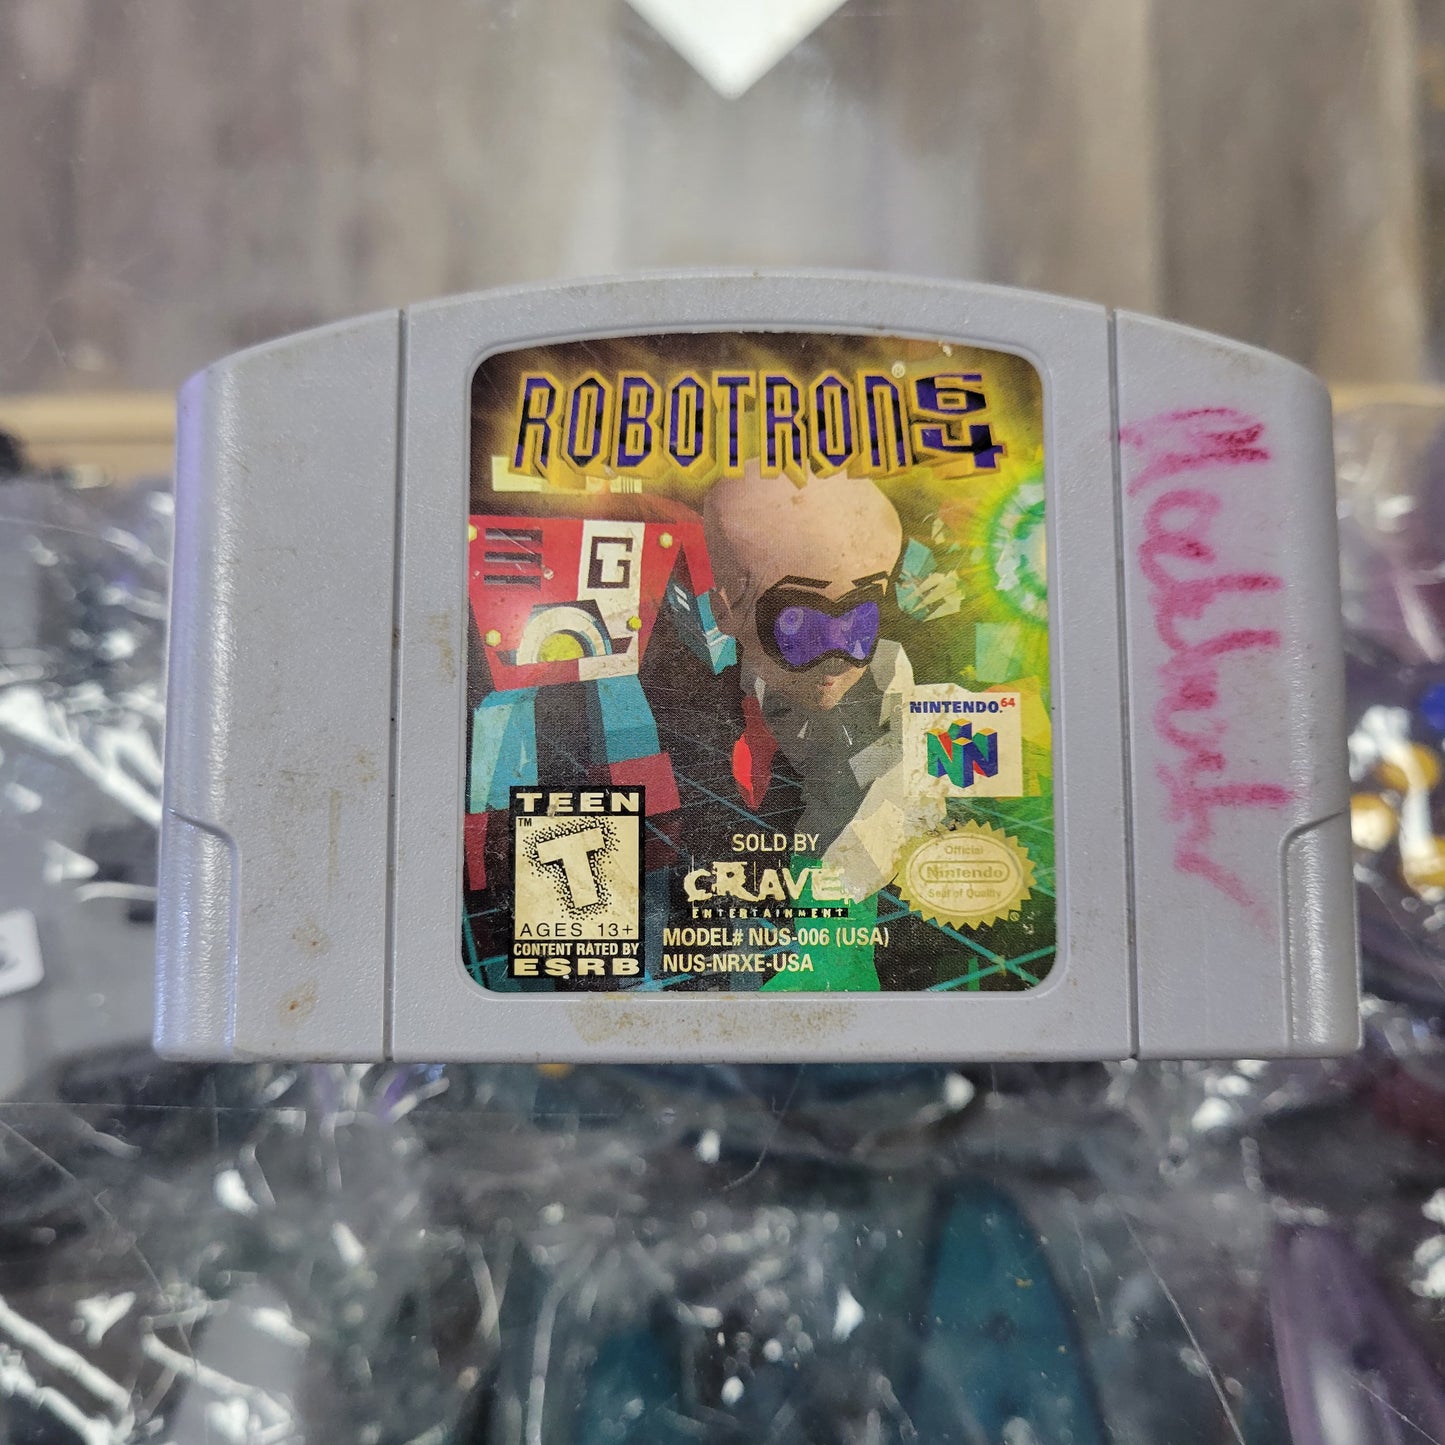 ROBOTRON® 64
G
NINTENDO.64
N
TEEN
TM
T
AGES 13+
CONTENT RATED BY
ESRB
SOLD BY
CRAVE
ENTERTAINMENT
MODEL# NUS-006 (USA)
NUS-NRXE-USA
Official
Nintendo
Seal of Quality
®